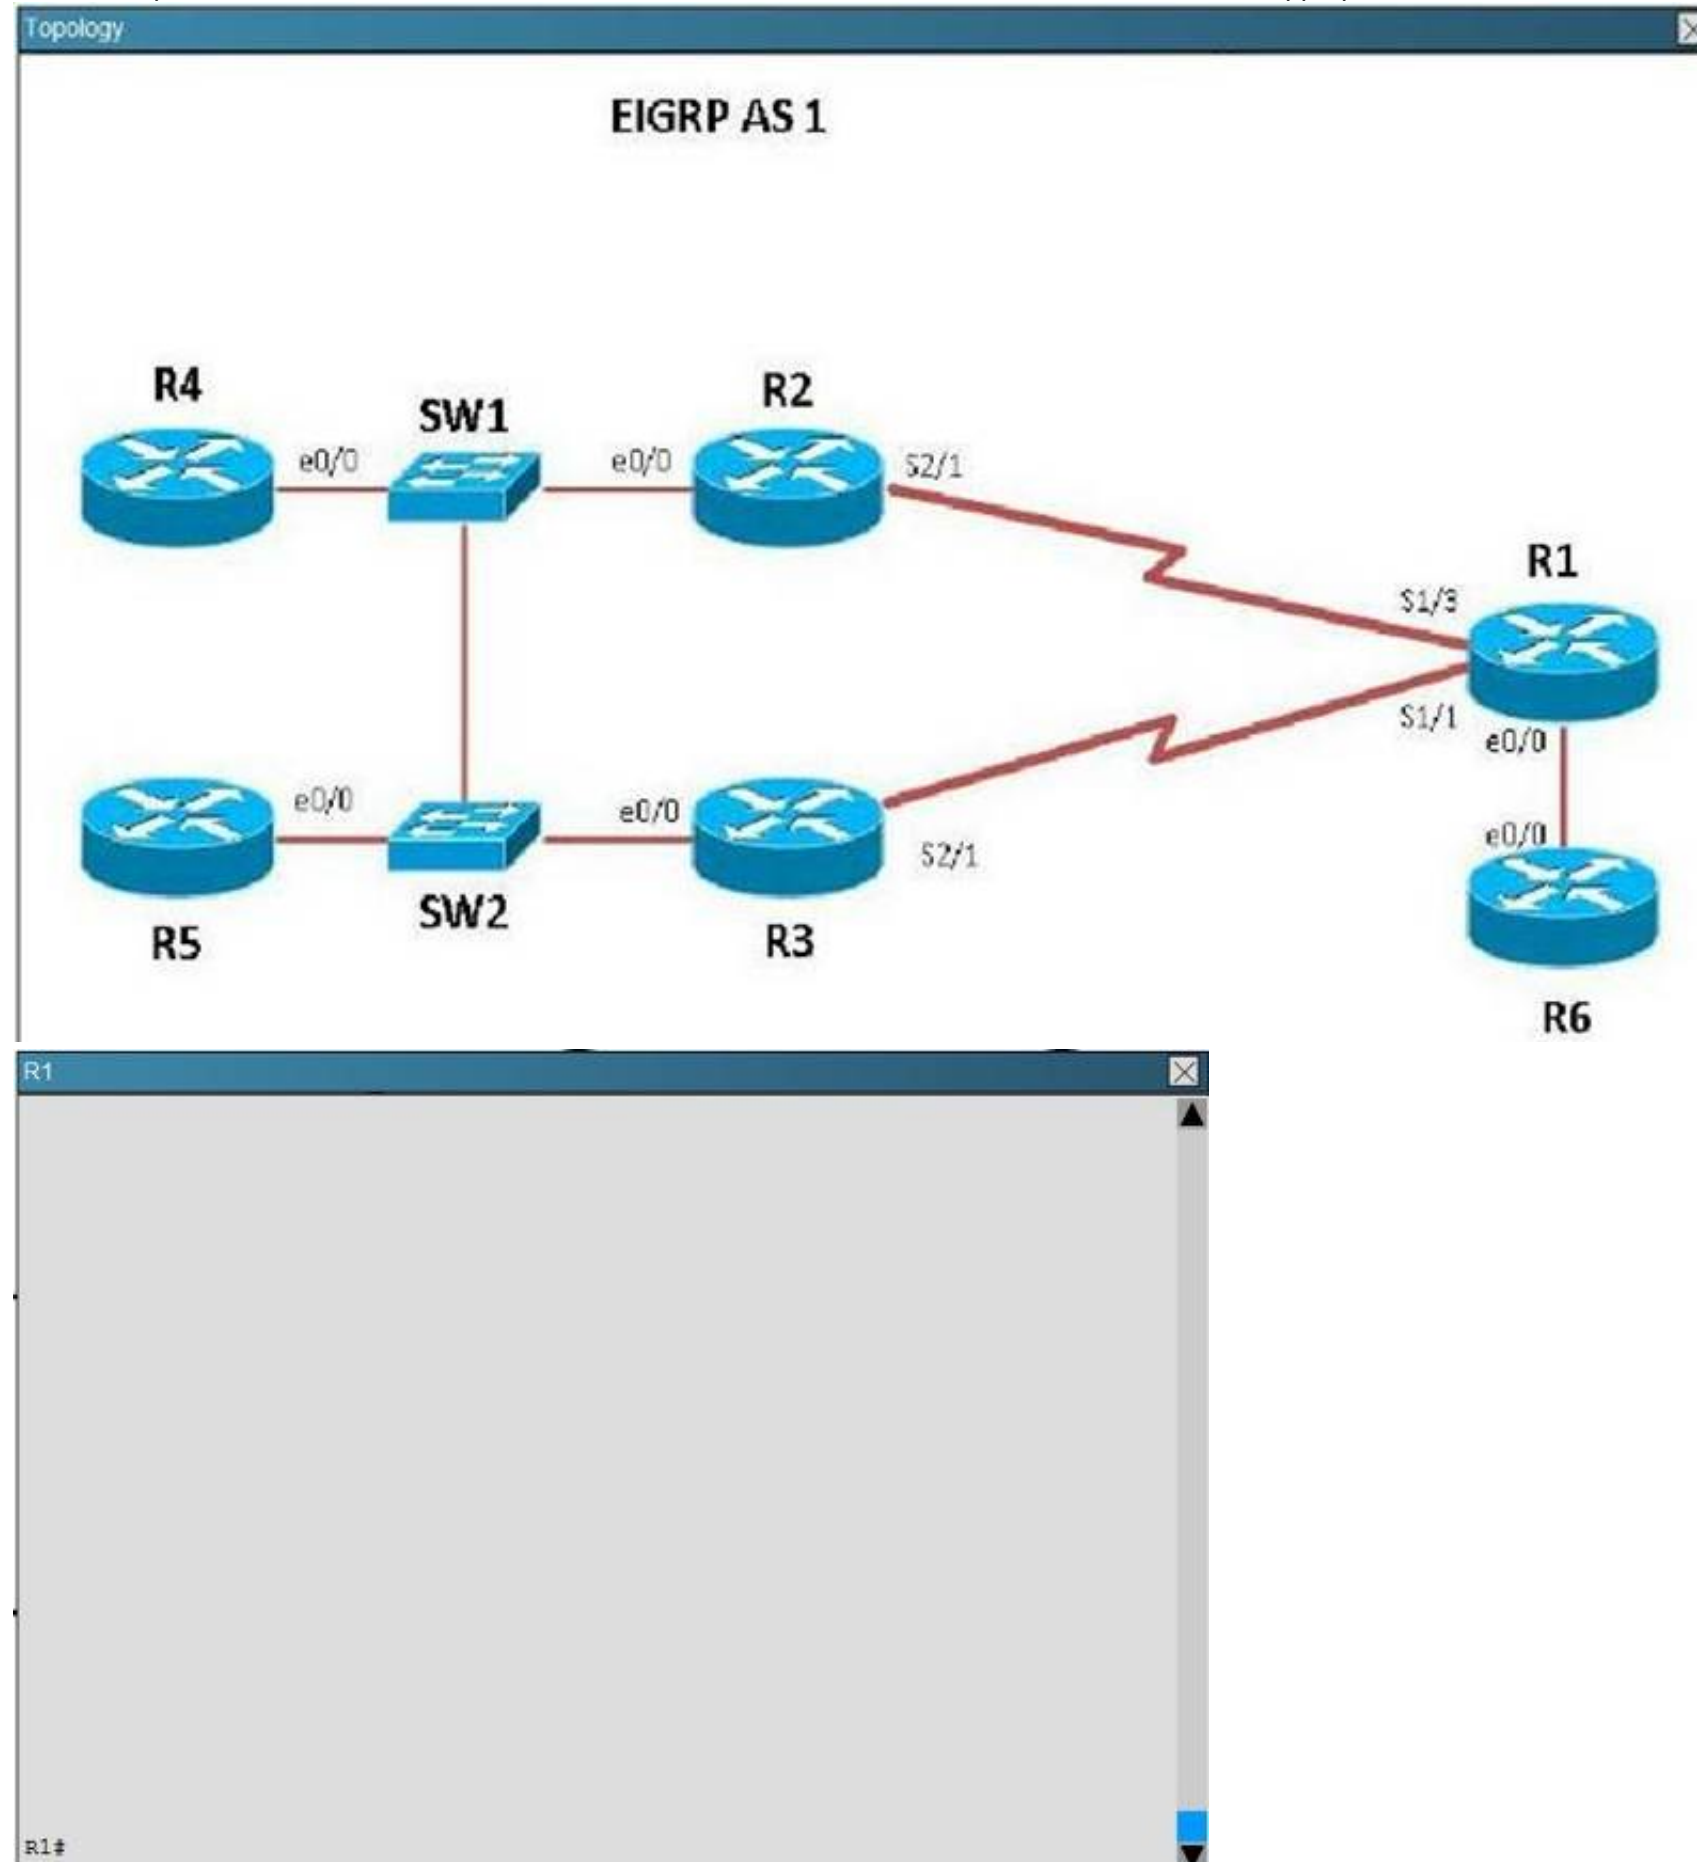 Topology
EIGRP AS 1
R4
SW1
R2
e0/0
e0/0
S2/1
R1
S1/3
S1/1
e0/0
e0/0
e0/0
e0/0
S2/1
R5
SW2
R3
R6
R1
R1#